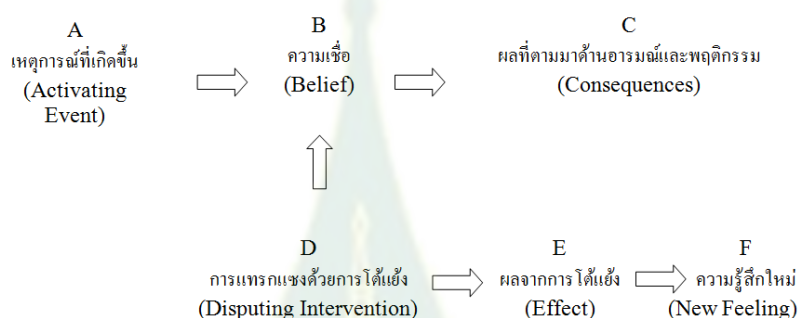 A
เหตุการณ์ที่เกิดขึ้น
(Activating
Event)
B
ความเชื่อ
(Belief)
C
ผลที่ตามมาด้านอารมณ์และพฤติกรรม
(Consequences)
D
การแทรกแซงด้วยการโต้แย้ง
(Disputing Intervention)
E
ผลจากการโต้แย้ง
(Effect)
F
ความรู้สึกใหม่
(New Feeling)